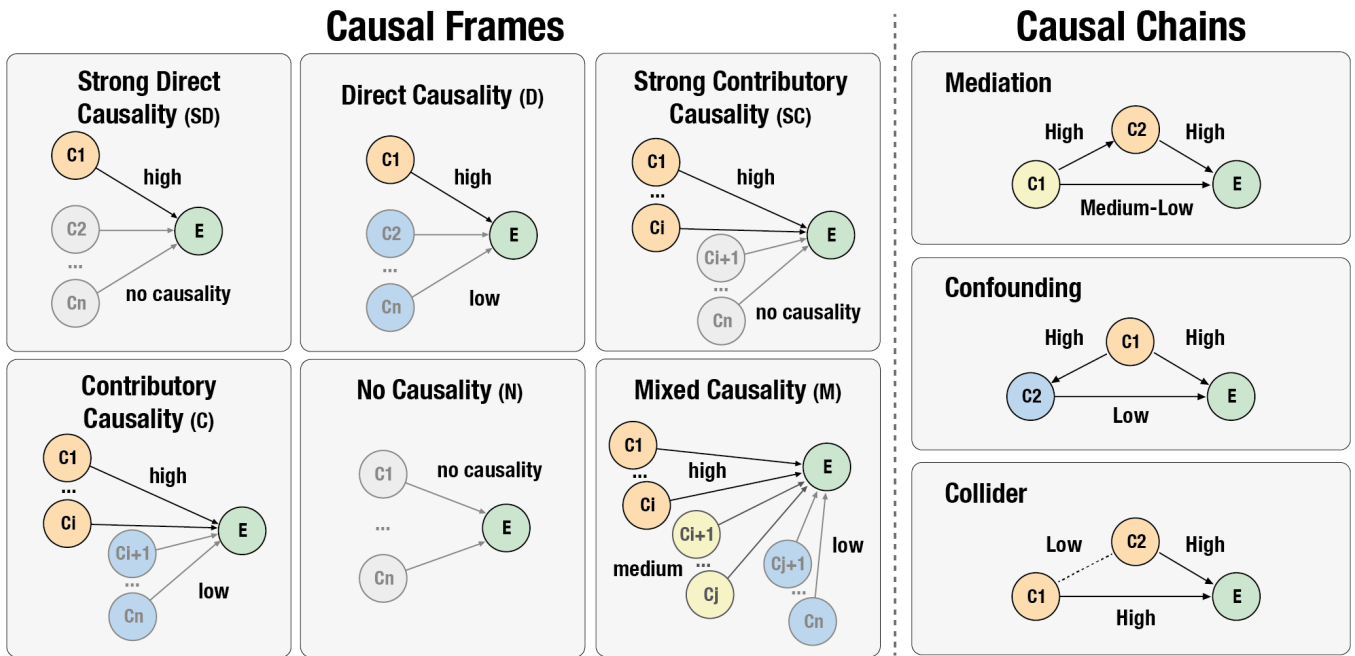 Causal Frames
Causal Chains
Strong Direct
Causality (SD)
C1
high
C2
E
...
Cn
no causality
Direct Causality (D)
C1
high
C2
E
...
Cn
low
Strong Contributory
Causality (SC)
C1
high
...
Ci
E
Ci+1
...
Cn
no causality
Contributory
Causality (C)
C1
high
...
Ci
E
Ci+1
...
low
Cn
No Causality (N)
C1
no causality
...
E
Cn
Mixed Causality (M)
C1
E
...
high
Ci
Ci+1
low
...
medium
Cj+1
Cj
...
Cn
Mediation
High
C2
High
C1
E
Medium-Low
Confounding
High
C1
High
C2
E
Low
Collider
Low
C2
High
C1
E
High